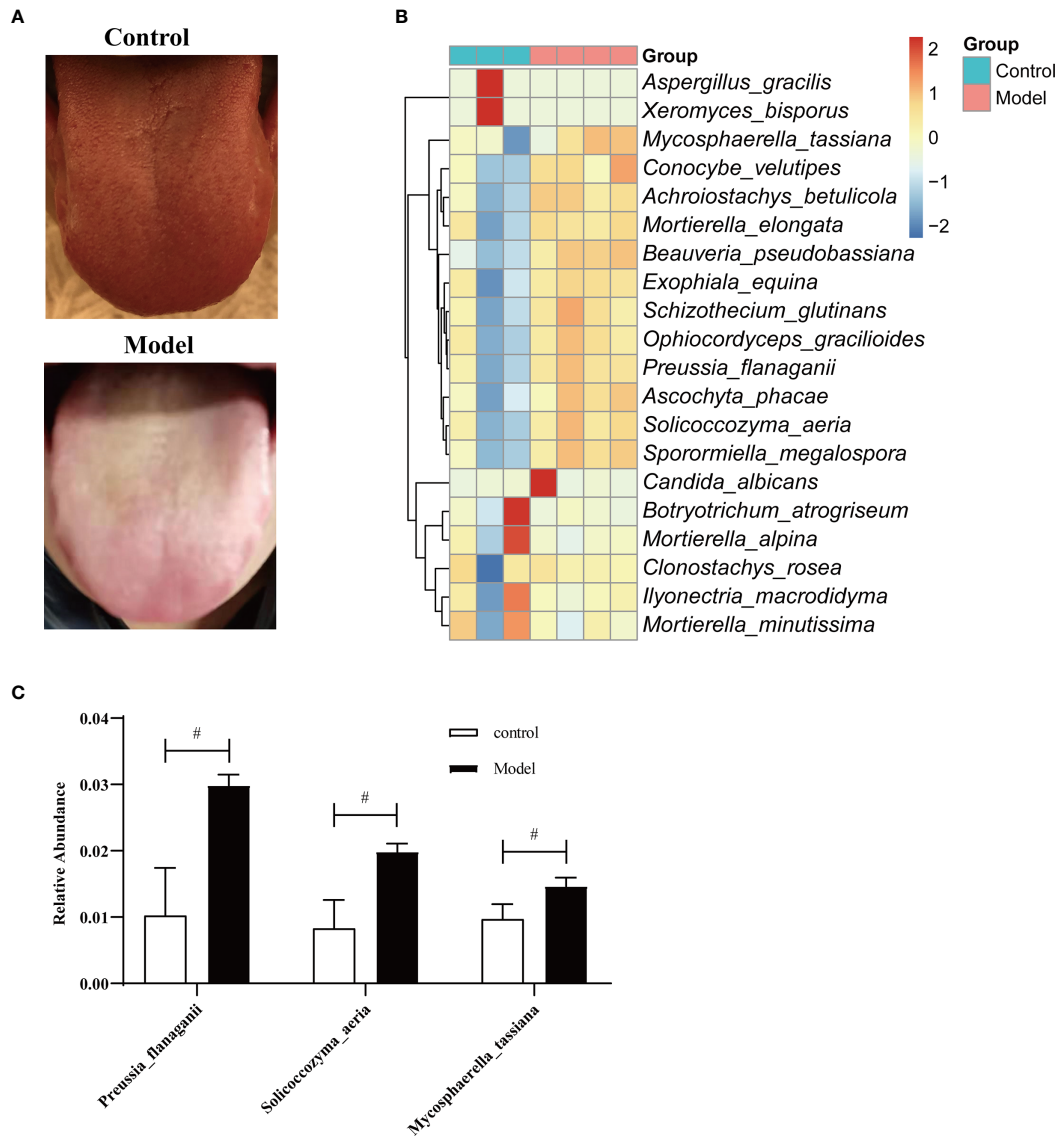 A
Control
Model
B
Group
Aspergillus_gracilis
Xeromyces_bisporus
Mycosphaerella_tassiana
Conocybe_velutipes
Achroiostachys_betulicola
Mortierella_elongata
Beauveria_pseudobassiana
Exophiala_equina
Schizothecium_glutinans
Ophiocordyceps_gracilioides
Preussia_flanaganii
Ascochyta_phacae
Solicoccozyma_aeria
Sporormiella_megalospora
Candida_albicans
Botryotrichum_atrogriseum
Mortierella_alpina
Clonostachys_rosea
Ilyonectria_macrodidyma
Mortierella_minutissima
2
1
0
−1
−2
Group
Control
Model
C
Relative Abundance
0.04
0.03
0.02
0.01
0.00
#
#
#
control
Model
Preussia_flanaganii
Solicoccozyma_aeria
Mycosphaerella_tassiana